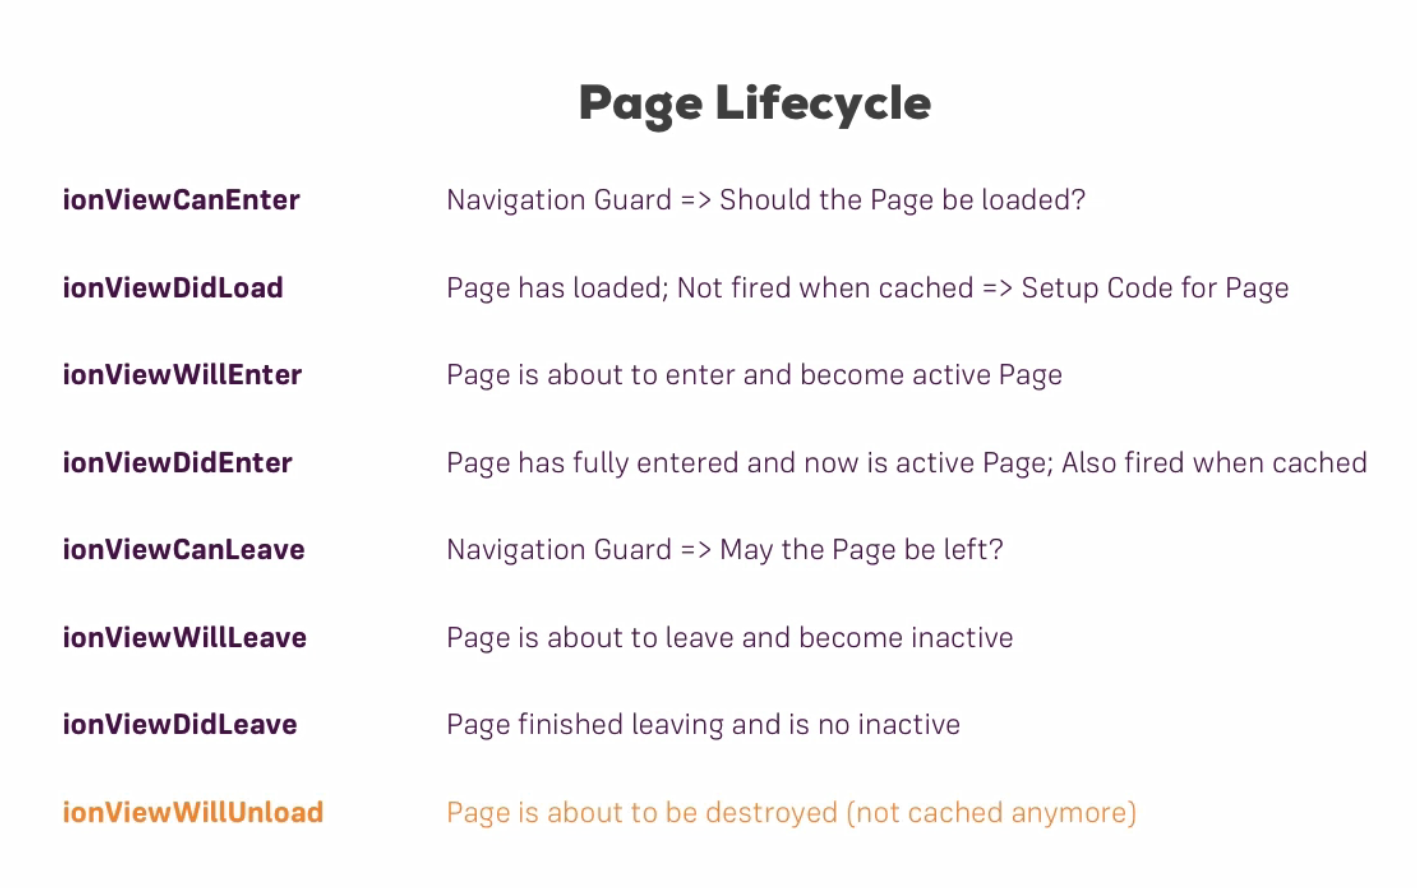 Page Lifecycle
ionViewCanEnter Navigation Guard => Should the Page be loaded?
ionViewDidLoad Page has loaded; Not fired when cached => Setup Code for Page
ionViewWillEnter Page is about to enter and become active Page
ionViewDidEnter Page has fully entered and now is active Page; Also fired when cached
ionViewCanLeave Navigation Guard => May the Page be left?
ionViewWillLeave Page is about to leave and become inactive
ionViewDidLeave Page finished leaving and is no inactive
ionViewWillUnload Page is about to be destroyed (not cached anymore)